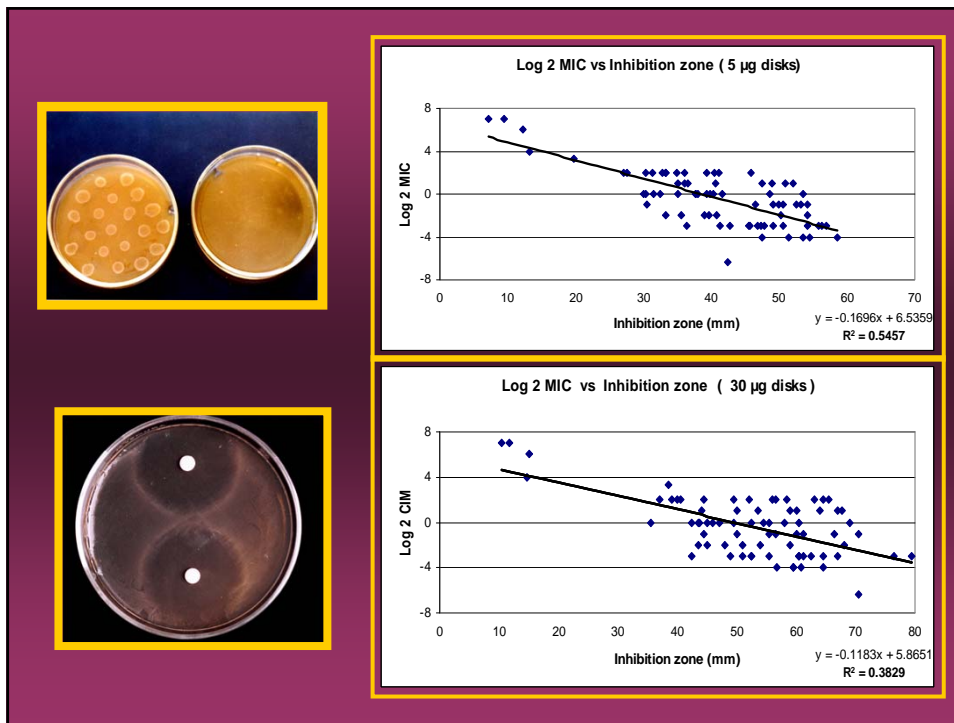 Log 2 MIC vs Inhibition zone ( 5 µg disks)
8
4
0
-4
-8
Log 2 MIC
0 10 20 30 40 50 60 70
Inhibition zone (mm)
y = -0.1696x + 6.5359
R² = 0.5457
Log 2 MIC vs Inhibition zone ( 30 µg disks )
8
4
0
-4
-8
Log 2 CIM
0 10 20 30 40 50 60 70 80
Inhibition zone (mm)
y = -0.1183x + 5.8651
R² = 0.3829